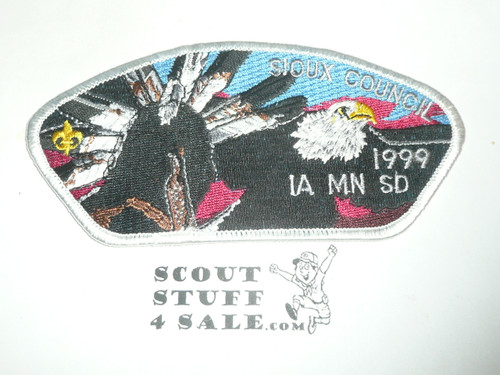 SIOUX COUNCIL
1999
IA MN SD
SCOUT
STUFF
4 SALE.COM